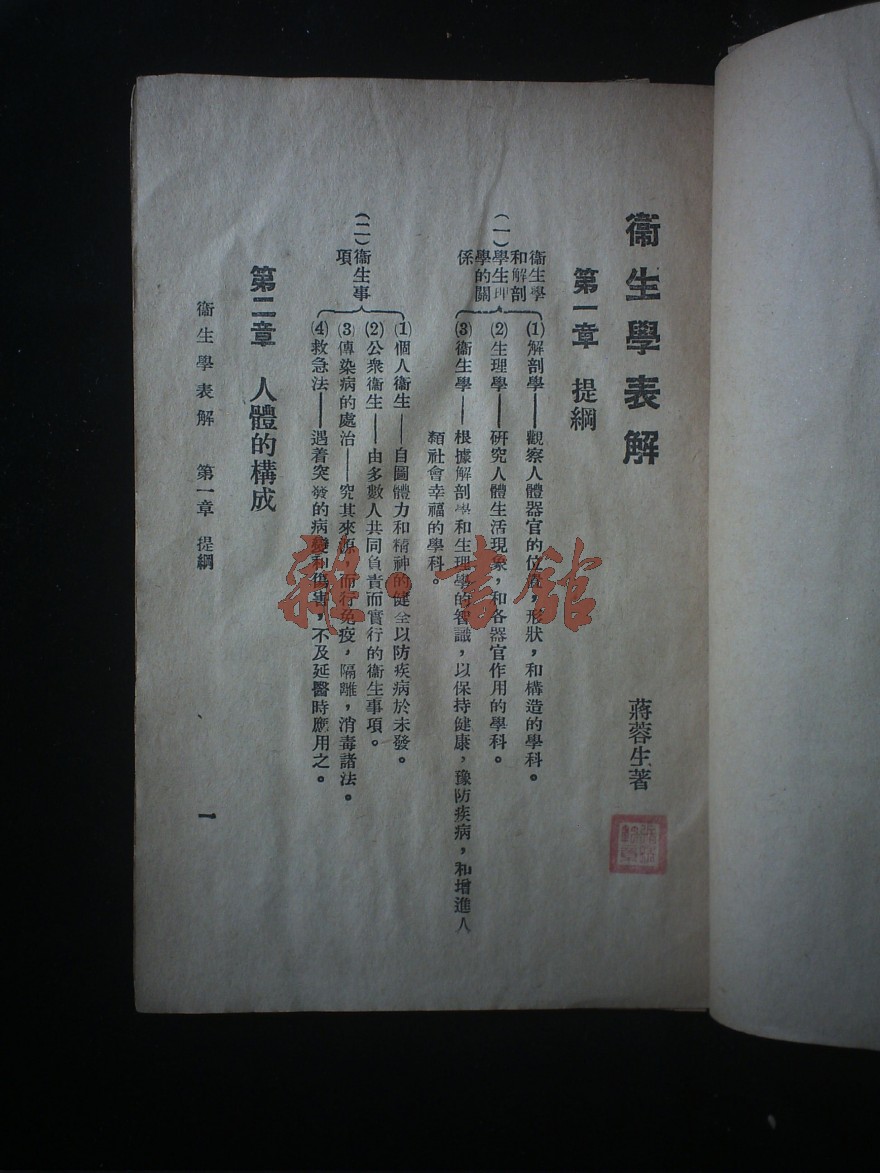 衞生學表解
蔣蓉生著
第一章 提綱
(一)衞生學和解剖學生理學的關係
(1)解剖學——觀察人體器官的位置,形狀,和構造的學科。
(2)生理學——研究人體生活現象,和各器官作用的學科。
(3)衞生學——根據解剖學和生理學的智識,以保持健康,豫防疾病,和增進人
類社會幸福的學科。
(二)衞生事項
(1)個人衞生——自圖體力和精神的健全以防疾病於未發。
(2)公衆衞生——由多數人共同負責而實行的衞生事項。
(3)傳染病的處治——究其來源,而行免疫,隔離,消毒諸法。
(4)救急法——遇着突發的病變和傷害,不及延醫時應用之。
第二章 人體的構成
衞生學表解 第一章 提綱
一
雜·書館